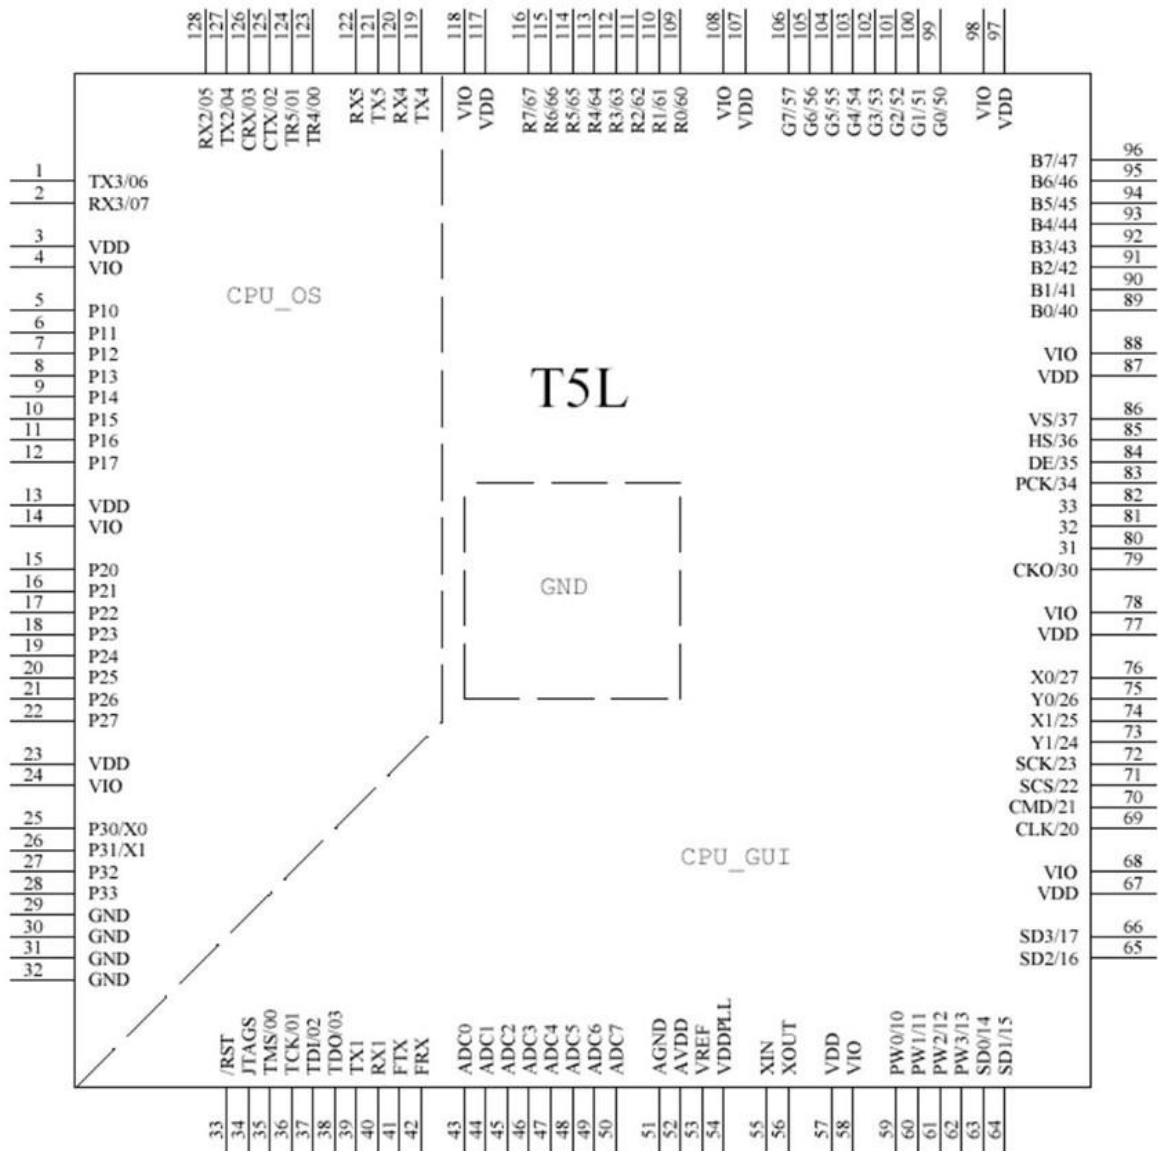 128 127 126 125 124 123 122 121 120 119 118 117 116 115 114 113 112 111 110 109 108 107 106 105 104 103 102 101 100 99 98 97
RX2/05 TX2/04 CRX/03 CTX/02 TR5/01 TR4/00 RX5 TX5 RX4 TX4 VIO VDD R7/67 R6/66 R5/65 R4/64 R3/63 R2/62 R1/61 R0/60 VIO VDD G7/57 G6/56 G5/55 G4/54 G3/53 G2/52 G1/51 G0/50 VIO VDD
1 TX3/06
2 RX3/07
3 VDD
4 VIO
5 P10
6 P11
7 P12
8 P13
9 P14
10 P15
11 P16
12 P17
13 VDD
14 VIO
15 P20
16 P21
17 P22
18 P23
19 P24
20 P25
21 P26
22 P27
23 VDD
24 VIO
25 P30/X0
26 P31/X1
27 P32
28 P33
29 GND
30 GND
31 GND
32 GND
CPU_OS
T5L
GND
CPU_GUI
B7/47 96
B6/46 95
B5/45 94
B4/44 93
B3/43 92
B2/42 91
B1/41 90
B0/40 89
VIO 88
VDD 87
VS/37 86
HS/36 85
DE/35 84
PCK/34 83
33 82
32 81
31 80
CKO/30 79
VIO 78
VDD 77
X0/27 76
Y0/26 75
X1/25 74
Y1/24 73
SCK/23 72
SCS/22 71
CMD/21 70
CLK/20 69
VIO 68
VDD 67
SD3/17 66
SD2/16 65
/RST JTAGS TMS/00 TCK/01 TDI/02 TDO/03 TX1 RX1 FTX FRX ADC0 ADC1 ADC2 ADC3 ADC4 ADC5 ADC6 ADC7 AGND AVDD VREF VDDPLL XIN XOUT VDD VIO PW0/10 PW1/11 PW2/12 PW3/13 SD0/14 SD1/15
33 34 35 36 37 38 39 40 41 42 43 44 45 46 47 48 49 50 51 52 53 54 55 56 57 58 59 60 61 62 63 64